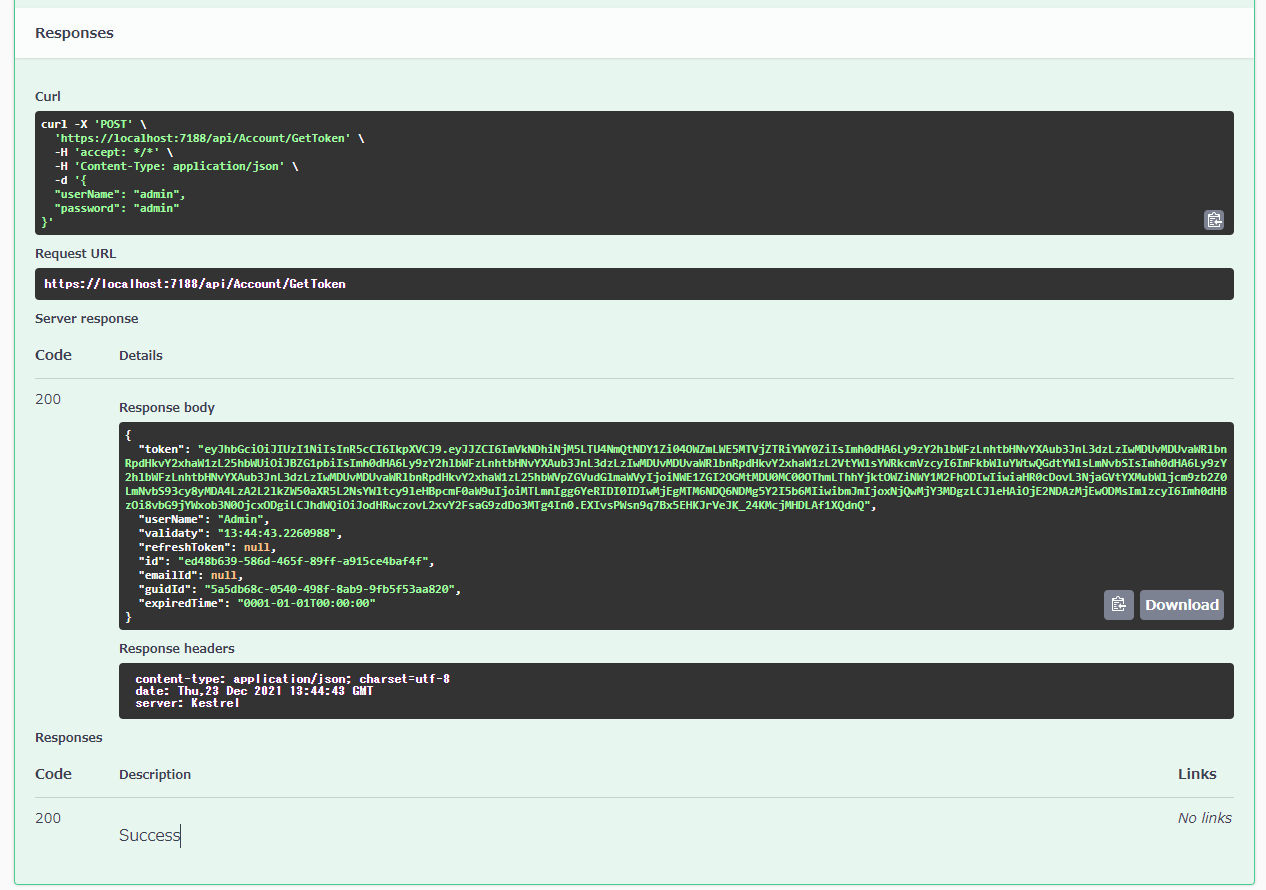 Responses
Curl
curl -X 'POST' \
'https://localhost:7188/api/Account/GetToken' \
-H 'accept: */*' \
-H 'Content-Type: application/json' \
-d '{
"userName": "admin",
"password": "admin"
}'
Request URL
https://localhost:7188/api/Account/GetToken
Server response
Code Details
200
Response body
{
"token":
"userName": "Admin",
"validaty": "13:44:43.2260988",
"refreshToken": null,
"id": "ed48b639-586d-465f-89ff-a915ce4baf4f",
"emailId": null,
"guidId": "5a5db68c-0540-498f-8ab9-9fb5f53aa820",
"expiredTime": "0001-01-01T00:00:00"
}
Download
Response headers
content-type: application/json; charset=utf-8
date: Thu,23 Dec 2021 13:44:43 GMT
server: Kestrel
Responses
Code Description Links
200 Success No links